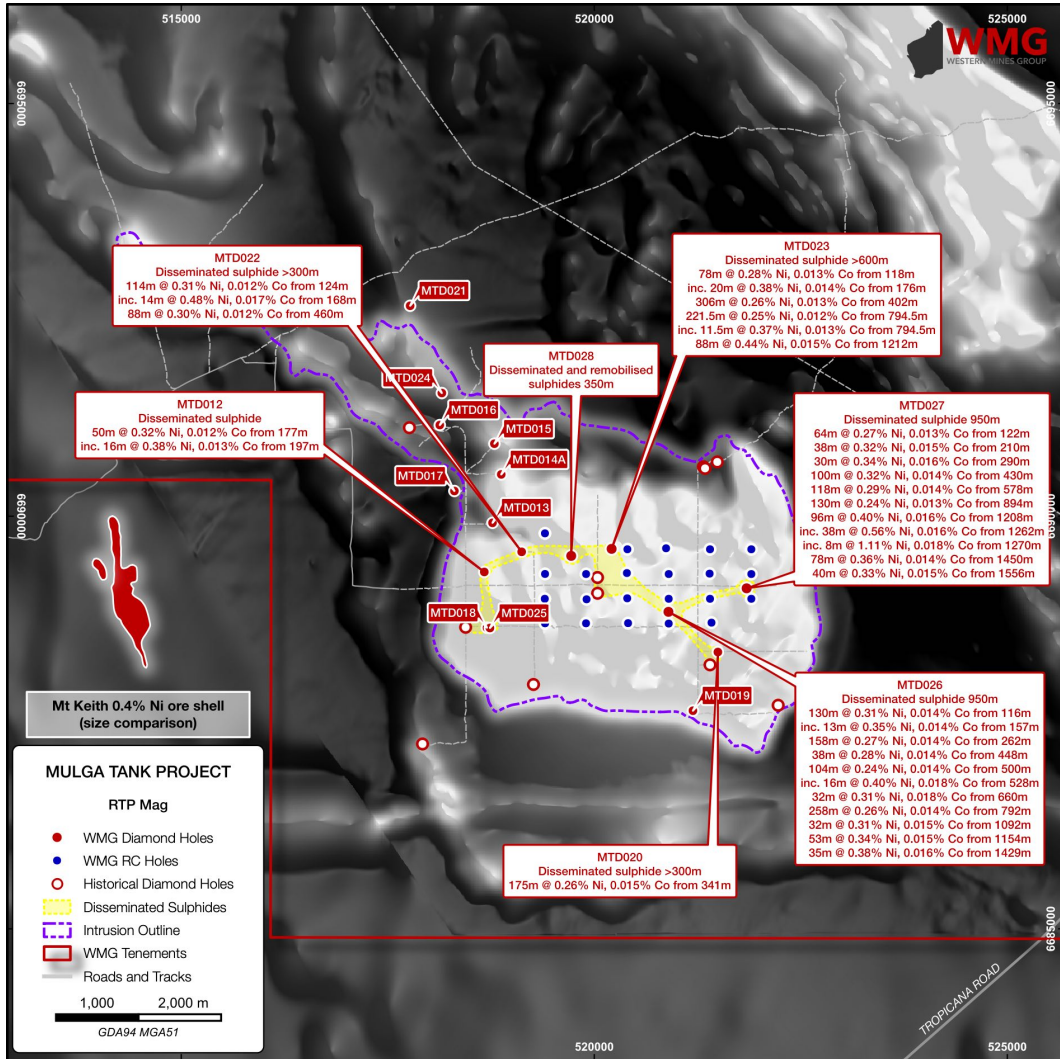 515000
520000
525000
WMG
WESTERN MINES GROUP
6695000
6695000
MTD022
Disseminated sulphide >300m
114m @ 0.31% Ni, 0.012% Co from 124m
inc. 14m @ 0.48% Ni, 0.017% Co from 168m
88m @ 0.30% Ni, 0.012% Co from 460m
MTD023
Disseminated sulphide >600m
78m @ 0.28% Ni, 0.013% Co from 118m
inc. 20m @ 0.38% Ni, 0.014% Co from 176m
306m @ 0.26% Ni, 0.013% Co from 402m
221.5m @ 0.25% Ni, 0.012% Co from 794.5m
inc. 11.5m @ 0.37% Ni, 0.013% Co from 794.5m
88m @ 0.44% Ni, 0.015% Co from 1212m
MTD021
MTD028
Disseminated and remobilised
sulphides 350m
MTD024
MTD016
MTD015
MTD014A
MTD017
MTD013
MTD012
Disseminated sulphide
50m @ 0.32% Ni, 0.012% Co from 177m
inc. 16m @ 0.38% Ni, 0.013% Co from 197m
MTD027
Disseminated sulphide 950m
64m @ 0.27% Ni, 0.013% Co from 122m
38m @ 0.32% Ni, 0.015% Co from 210m
30m @ 0.34% Ni, 0.016% Co from 290m
100m @ 0.32% Ni, 0.014% Co from 430m
118m @ 0.29% Ni, 0.014% Co from 578m
130m @ 0.24% Ni, 0.013% Co from 894m
96m @ 0.40% Ni, 0.016% Co from 1208m
inc. 38m @ 0.56% Ni, 0.016% Co from 1262m
inc. 8m @ 1.11% Ni, 0.018% Co from 1270m
78m @ 0.36% Ni, 0.014% Co from 1450m
40m @ 0.33% Ni, 0.015% Co from 1556m
6690000
6690000
MTD018
MTD025
MTD019
MTD026
Disseminated sulphide 950m
130m @ 0.31% Ni, 0.014% Co from 116m
inc. 13m @ 0.35% Ni, 0.014% Co from 157m
158m @ 0.27% Ni, 0.014% Co from 262m
38m @ 0.28% Ni, 0.014% Co from 448m
104m @ 0.24% Ni, 0.014% Co from 500m
inc. 16m @ 0.40% Ni, 0.018% Co from 528m
32m @ 0.31% Ni, 0.018% Co from 660m
258m @ 0.26% Ni, 0.014% Co from 792m
32m @ 0.31% Ni, 0.015% Co from 1092m
53m @ 0.34% Ni, 0.015% Co from 1154m
35m @ 0.38% Ni, 0.016% Co from 1429m
MTD020
Disseminated sulphide >300m
175m @ 0.26% Ni, 0.015% Co from 341m
Mt Keith 0.4% Ni ore shell
(size comparison)
MULGA TANK PROJECT
RTP Mag
WMG Diamond Holes
WMG RC Holes
Historical Diamond Holes
Disseminated Sulphides
Intrusion Outline
WMG Tenements
Roads and Tracks
1,000 2,000 m
GDA94 MGA51
6685000
TROPICANA ROAD
520000
525000